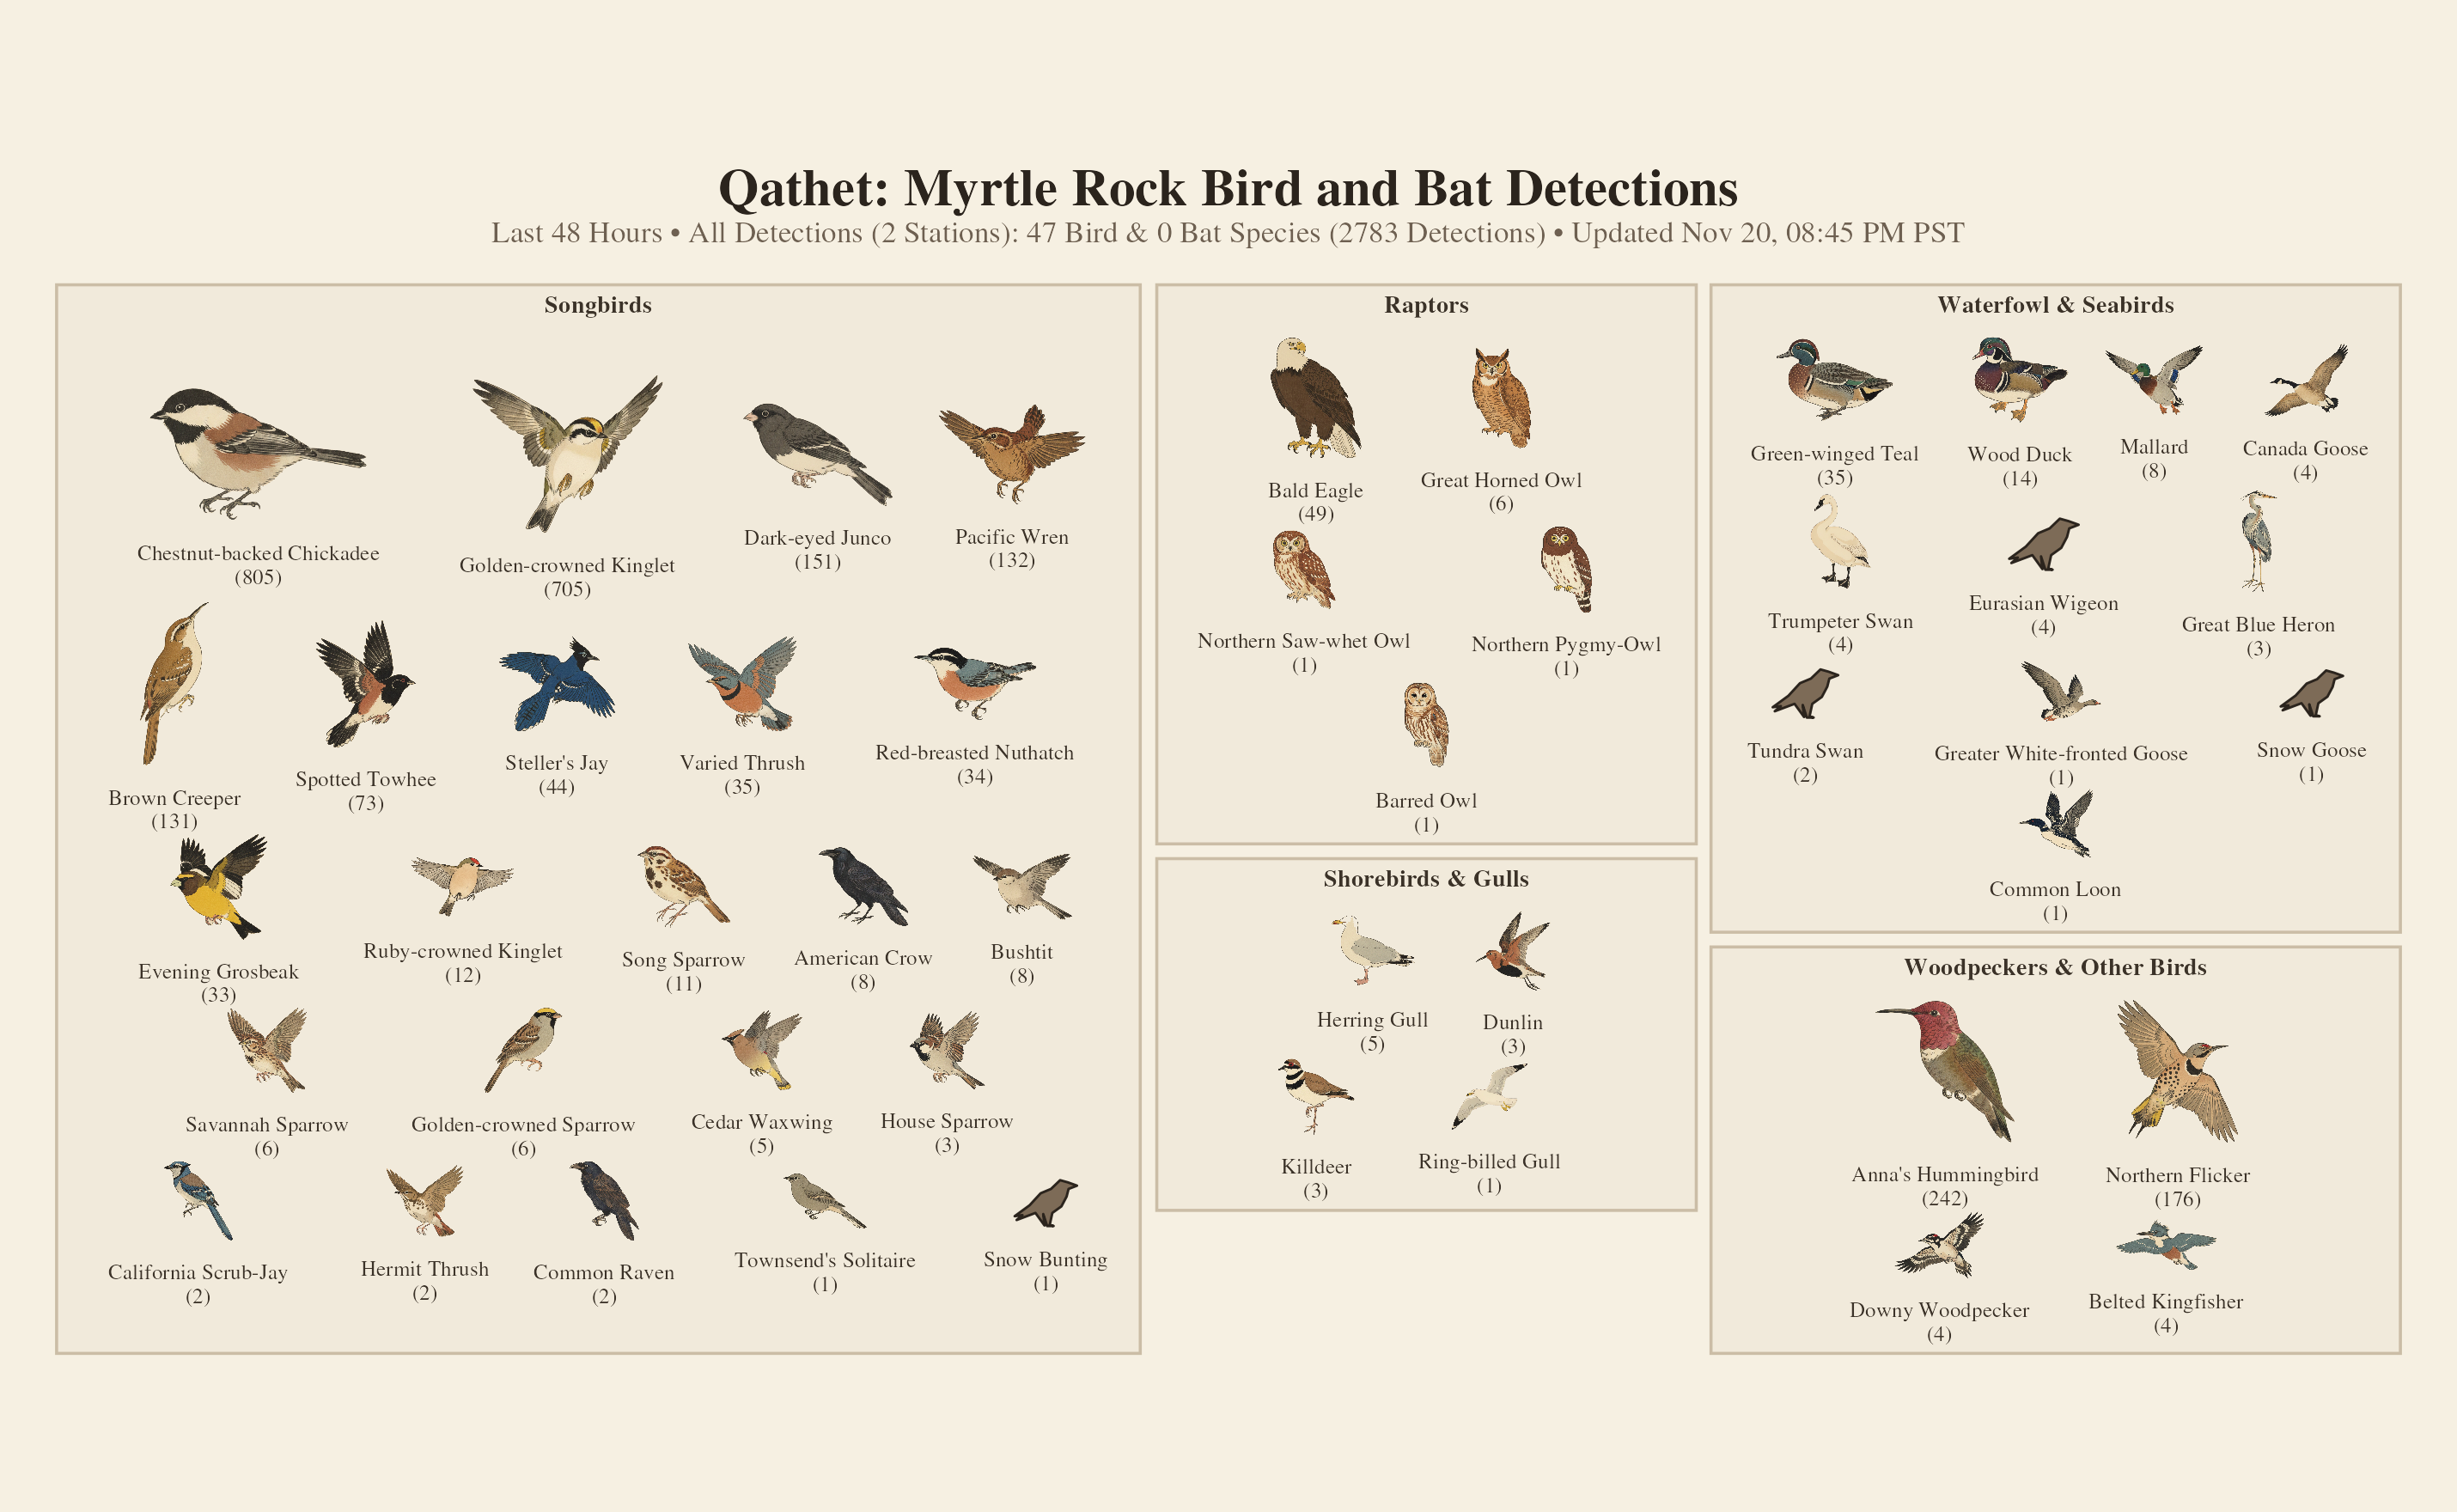 Qathet: Myrtle Rock Bird and Bat Detections
Last 48 Hours • All Detections (2 Stations): 47 Bird & 0 Bat Species (2783 Detections) • Updated Nov 20, 08:45 PM PST
Songbirds
Chestnut-backed Chickadee
(805)
Golden-crowned Kinglet
(705)
Dark-eyed Junco
(151)
Pacific Wren
(132)
Brown Creeper
(131)
Spotted Towhee
(73)
Steller's Jay
(44)
Varied Thrush
(35)
Red-breasted Nuthatch
(34)
Evening Grosbeak
(33)
Ruby-crowned Kinglet
(12)
Song Sparrow
(11)
American Crow
(8)
Bushtit
(8)
Savannah Sparrow
(6)
Golden-crowned Sparrow
(6)
Cedar Waxwing
(5)
House Sparrow
(3)
California Scrub-Jay
(2)
Hermit Thrush
(2)
Common Raven
(2)
Townsend's Solitaire
(1)
Snow Bunting
(1)
Raptors
Bald Eagle
(49)
Great Horned Owl
(6)
Northern Saw-whet Owl
(1)
Northern Pygmy-Owl
(1)
Barred Owl
(1)
Shorebirds & Gulls
Herring Gull
(5)
Dunlin
(3)
Killdeer
(3)
Ring-billed Gull
(1)
Waterfowl & Seabirds
Green-winged Teal
(35)
Wood Duck
(14)
Mallard
(8)
Canada Goose
(4)
Trumpeter Swan
(4)
Eurasian Wigeon
(4)
Great Blue Heron
(3)
Tundra Swan
(2)
Greater White-fronted Goose
(1)
Snow Goose
(1)
Common Loon
(1)
Woodpeckers & Other Birds
Anna's Hummingbird
(242)
Northern Flicker
(176)
Downy Woodpecker
(4)
Belted Kingfisher
(4)